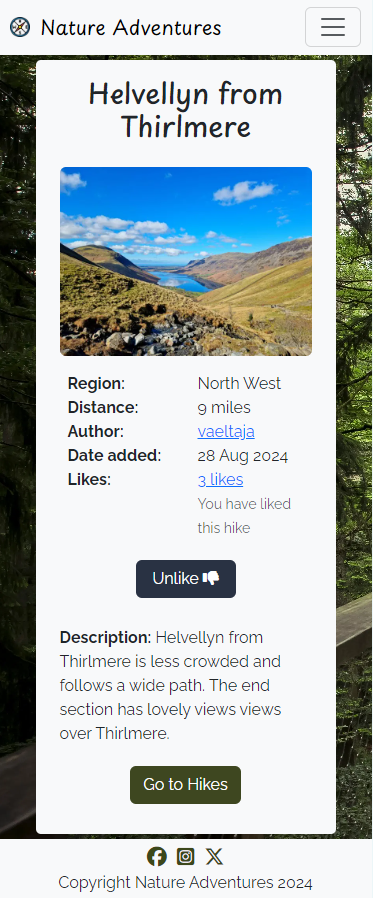 Nature Adventures
Helvellyn from
Thirlmere
Region: North West
Distance: 9 miles
Author: vaeltaja
Date added: 28 Aug 2024
Likes: 3 likes
You have liked
this hike
Unlike
Description: Helvellyn from
Thirlmere is less crowded and
follows a wide path. The end
section has lovely views views
over Thirlmere.
Go to Hikes
Copyright Nature Adventures 2024